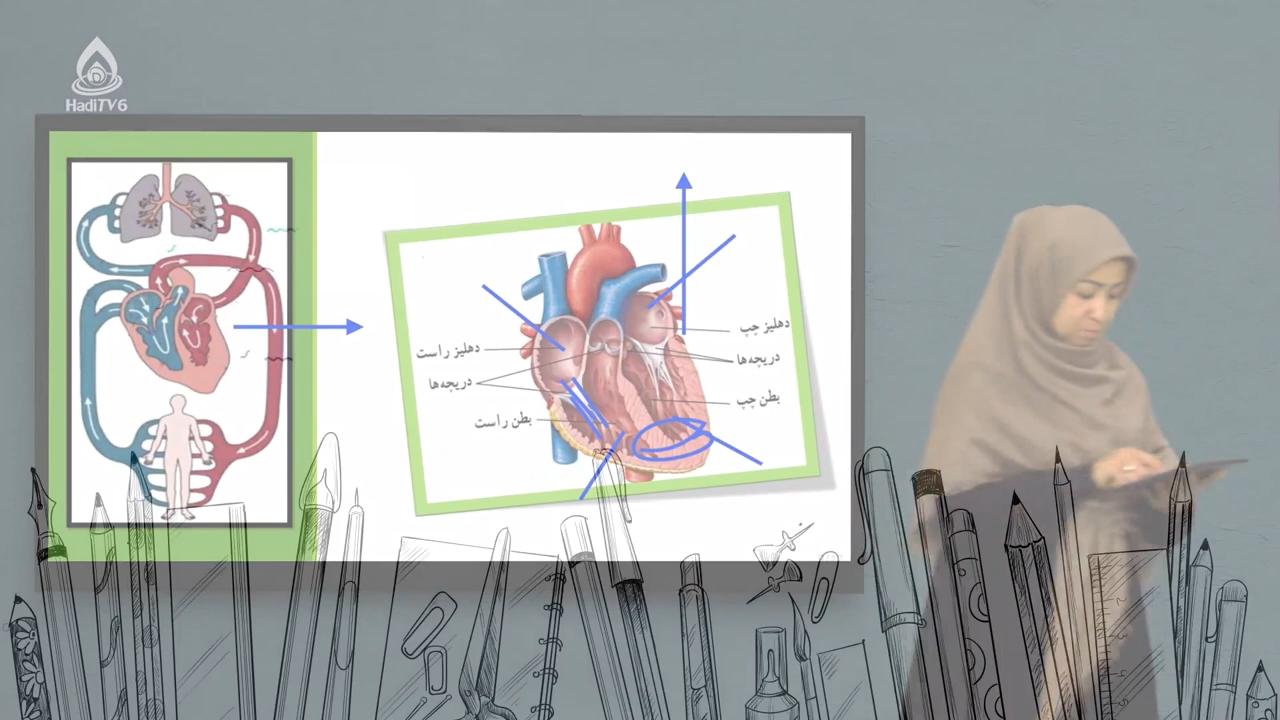 HadiTV6
دهلیز چپ
دهلیز راست
دریچه‌ها
دریچه‌ها
بطن چپ
بطن راست